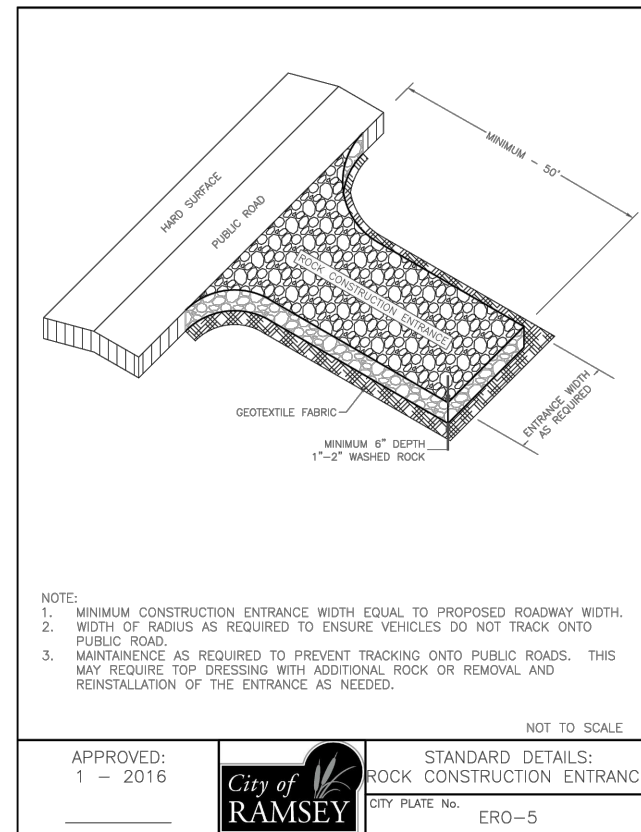 MINIMUM - 50'
HARD SURFACE
PUBLIC ROAD
ROCK CONSTRUCTION ENTRANCE
GEOTEXTILE FABRIC
MINIMUM 6" DEPTH
1"-2" WASHED ROCK
ENTRANCE WIDTH
AS REQUIRED
NOTE:
1. MINIMUM CONSTRUCTION ENTRANCE WIDTH EQUAL TO PROPOSED ROADWAY WIDTH.
2. WIDTH OF RADIUS AS REQUIRED TO ENSURE VEHICLES DO NOT TRACK ONTO
PUBLIC ROAD.
3. MAINTAINENCE AS REQUIRED TO PREVENT TRACKING ONTO PUBLIC ROADS. THIS
MAY REQUIRE TOP DRESSING WITH ADDITIONAL ROCK OR REMOVAL AND
REINSTALLATION OF THE ENTRANCE AS NEEDED.
NOT TO SCALE
APPROVED:
1 - 2016
City of
RAMSEY
STANDARD DETAILS:
ROCK CONSTRUCTION ENTRANC
CITY PLATE No.
ERO-5